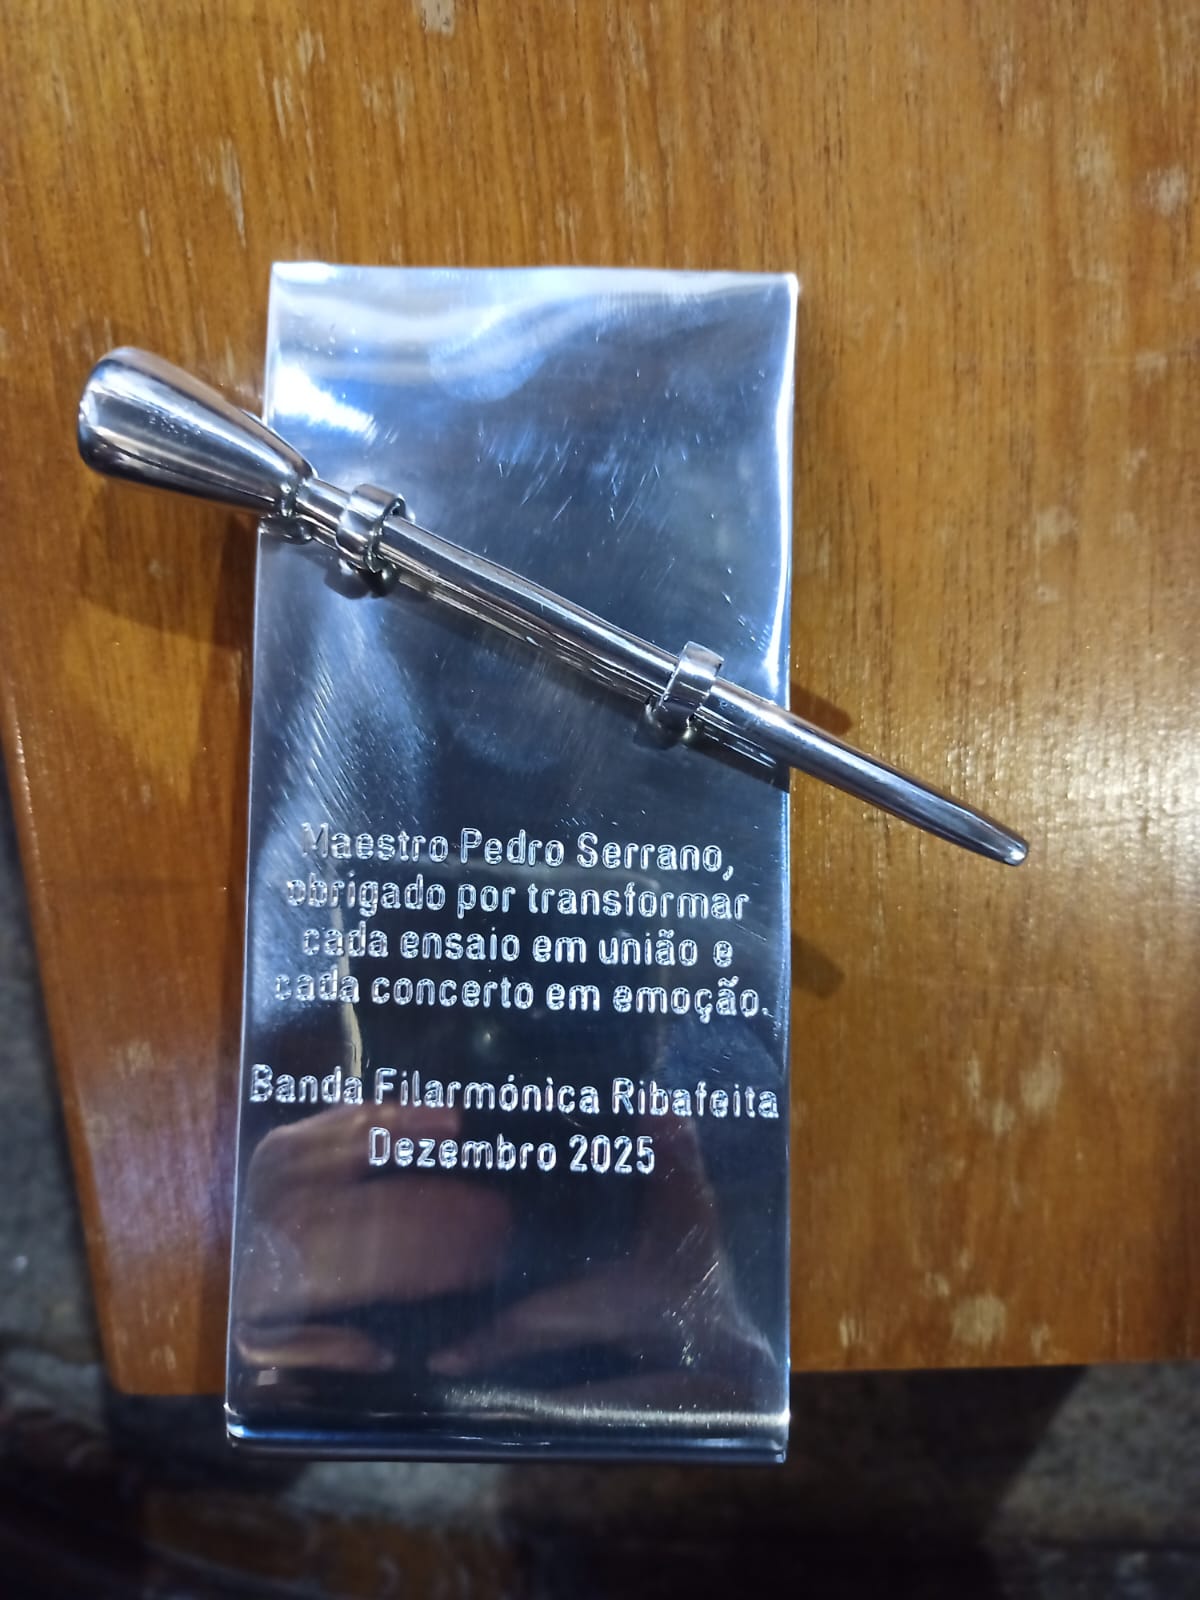 Maestro Pedro Serrano,
obrigado por transformar
cada ensaio em união e
cada concerto em emoção.
Banda Filarmónica Ribafeita
Dezembro 2025